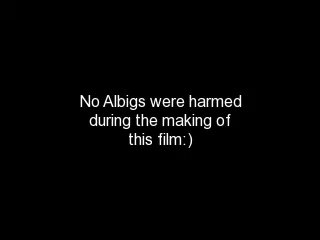 No Albigs were harmed
during the making of
this film:)